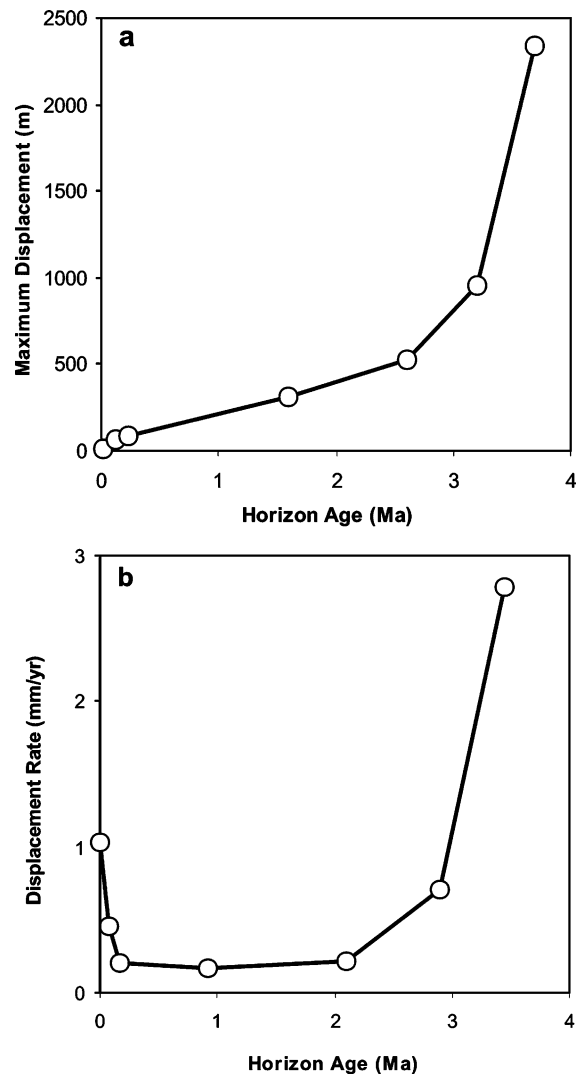 a
2500
2000
1500
1000
500
0
Maximum Displacement (m)
0 1 2 3 4
Horizon Age (Ma)
b
3
2
1
0
Displacement Rate (mm/yr)
0 1 2 3 4
Horizon Age (Ma)